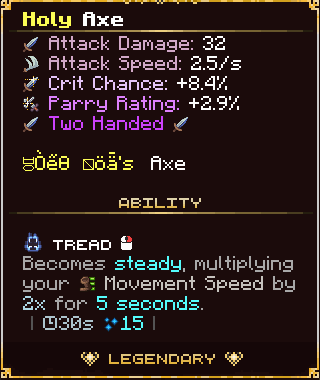 Holy Axe
Attack Damage: 32
Attack Speed: 2.5/s
Crit Chance: +8.4%
Parry Rating: +2.9%
Two Handed
Axe
ABILITY
TREAD
Becomes steady, multiplying
your Movement Speed by
2x for 5 seconds.
| 30s 15 |
LEGENDARY